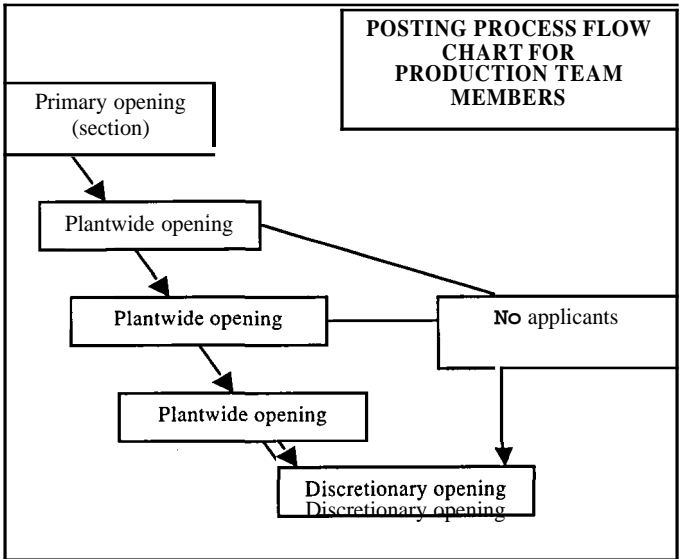 POSTING PROCESS FLOW
CHART FOR
PRODUCTION TEAM
MEMBERS
Primary opening
(section)
Plantwide opening
Plantwide opening
No applicants
Plantwide opening
Discretionary opening
Discretionary opening